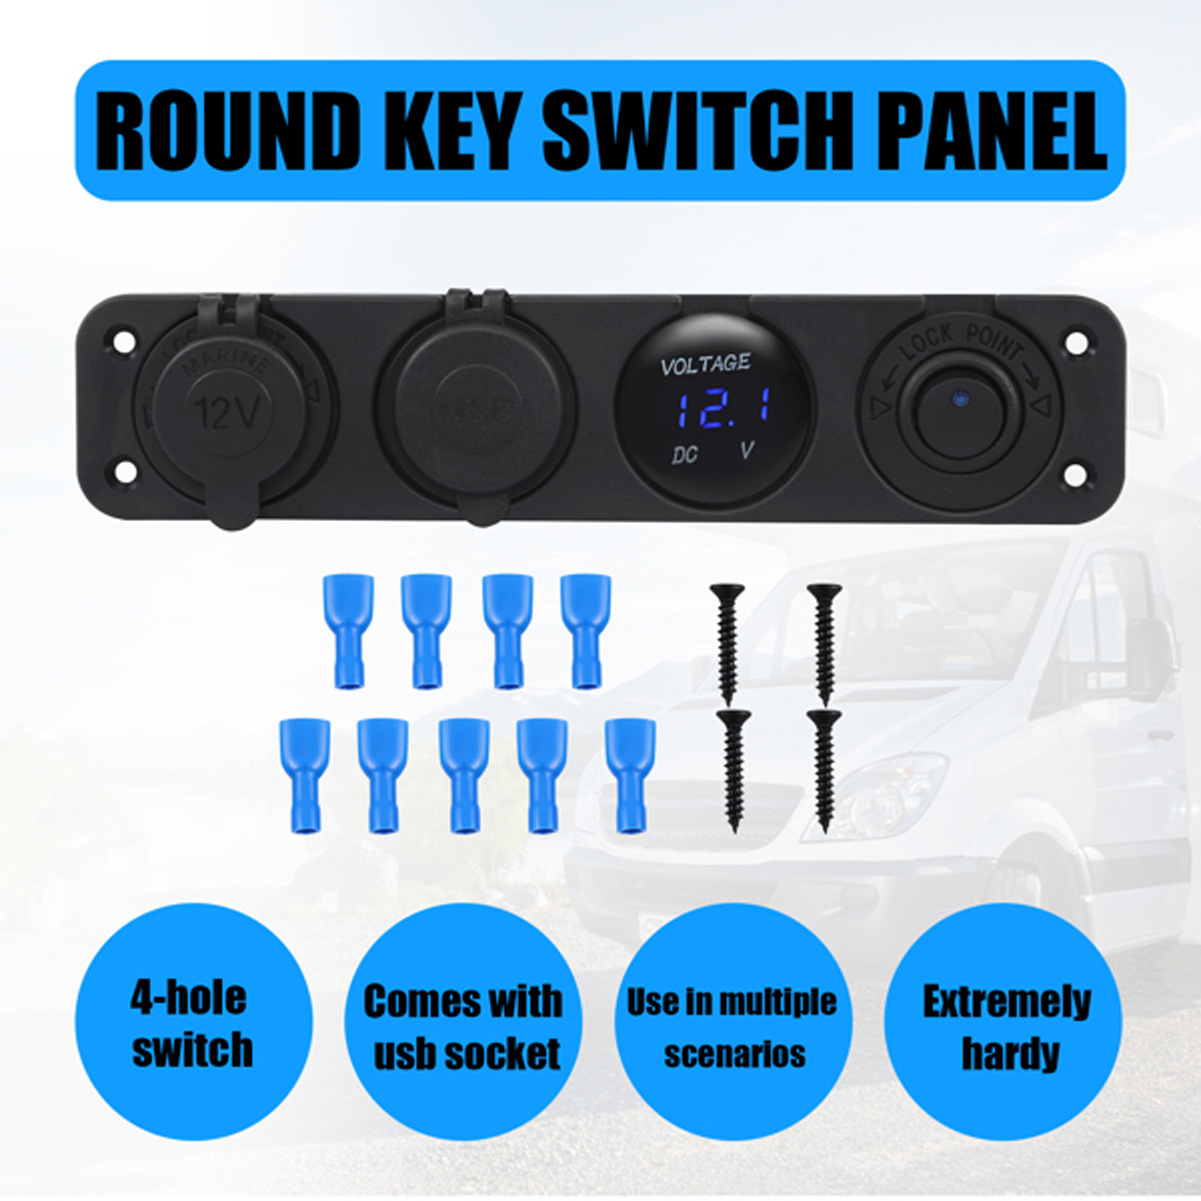 ROUND KEY SWITCH PANEL
MARINE
12V
USB
VOLTAGE
12.1
DC V
LOCK POINT
4-hole
switch
Comes with
usb socket
Use in multiple
scenarios
Extremely
hardy